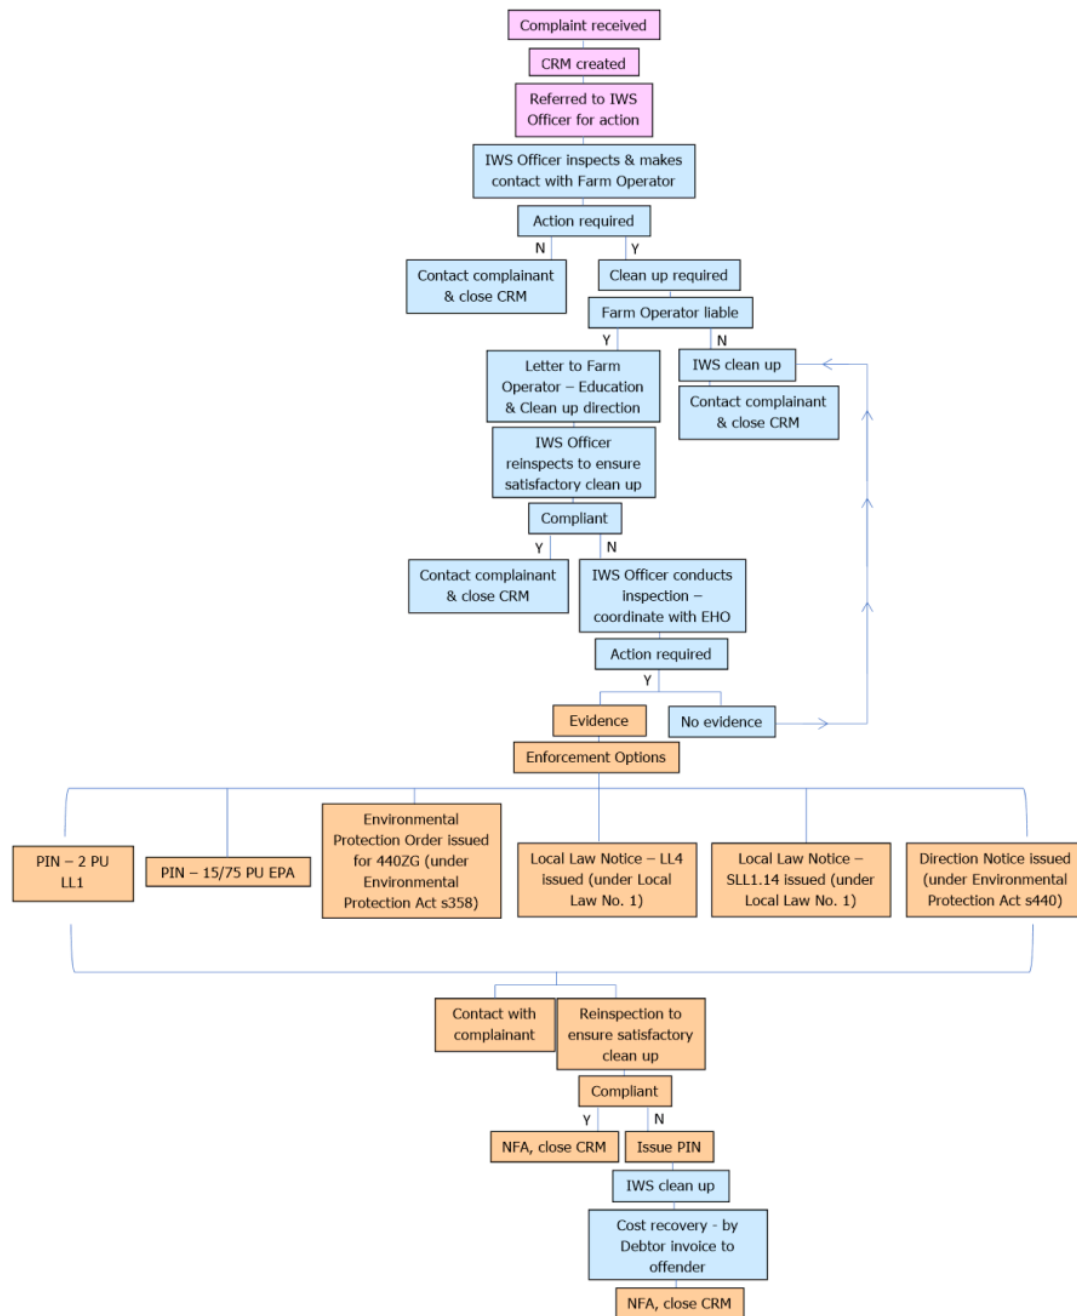 Complaint received
CRM created
Referred to IWS
Officer for action
IWS Officer inspects & makes
contact with Farm Operator
Action required
N
Y
Contact complainant
& close CRM
Clean up required
Farm Operator liable
Y
N
Letter to Farm
Operator – Education
& Clean up direction
IWS clean up
Contact complainant
& close CRM
IWS Officer
reinspects to ensure
satisfactory clean up
Compliant
Y
N
Contact complainant
& close CRM
IWS Officer conducts
inspection –
coordinate with EHO
Action required
Y
Evidence
No evidence
Enforcement Options
PIN – 2 PU
LL1
PIN – 15/75 PU EPA
Environmental
Protection Order issued
for 440ZG (under
Environmental
Protection Act s358)
Local Law Notice – LL4
issued (under Local
Law No. 1)
Local Law Notice –
SLL1.14 issued (under
Local Law No. 1)
Direction Notice issued
(under Environmental
Protection Act s440)
Contact with
complainant
Reinspection to
ensure satisfactory
clean up
Compliant
Y
N
NFA, close CRM
Issue PIN
IWS clean up
Cost recovery - by
Debtor invoice to
offender
NFA, close CRM